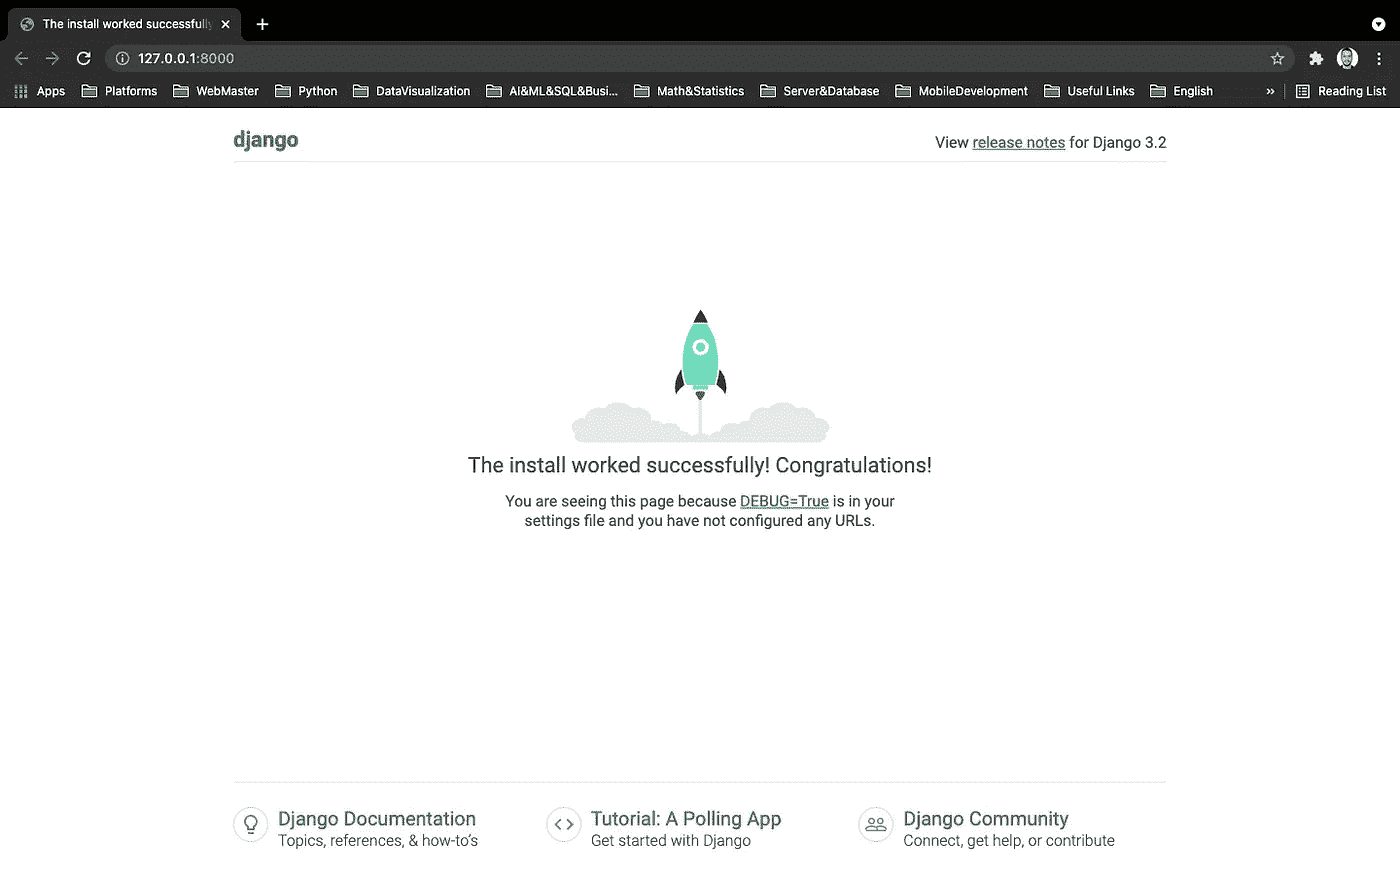 The install worked successfully
127.0.0.1:8000
Apps Platforms WebMaster Python DataVisualization AI&ML&SQL&Busi... Math&Statistics Server&Database MobileDevelopment Useful Links English » Reading List
django
View release notes for Django 3.2
The install worked successfully! Congratulations!
You are seeing this page because DEBUG=True is in your
settings file and you have not configured any URLs.
Django Documentation
Topics, references, & how-to's
Tutorial: A Polling App
Get started with Django
Django Community
Connect, get help, or contribute